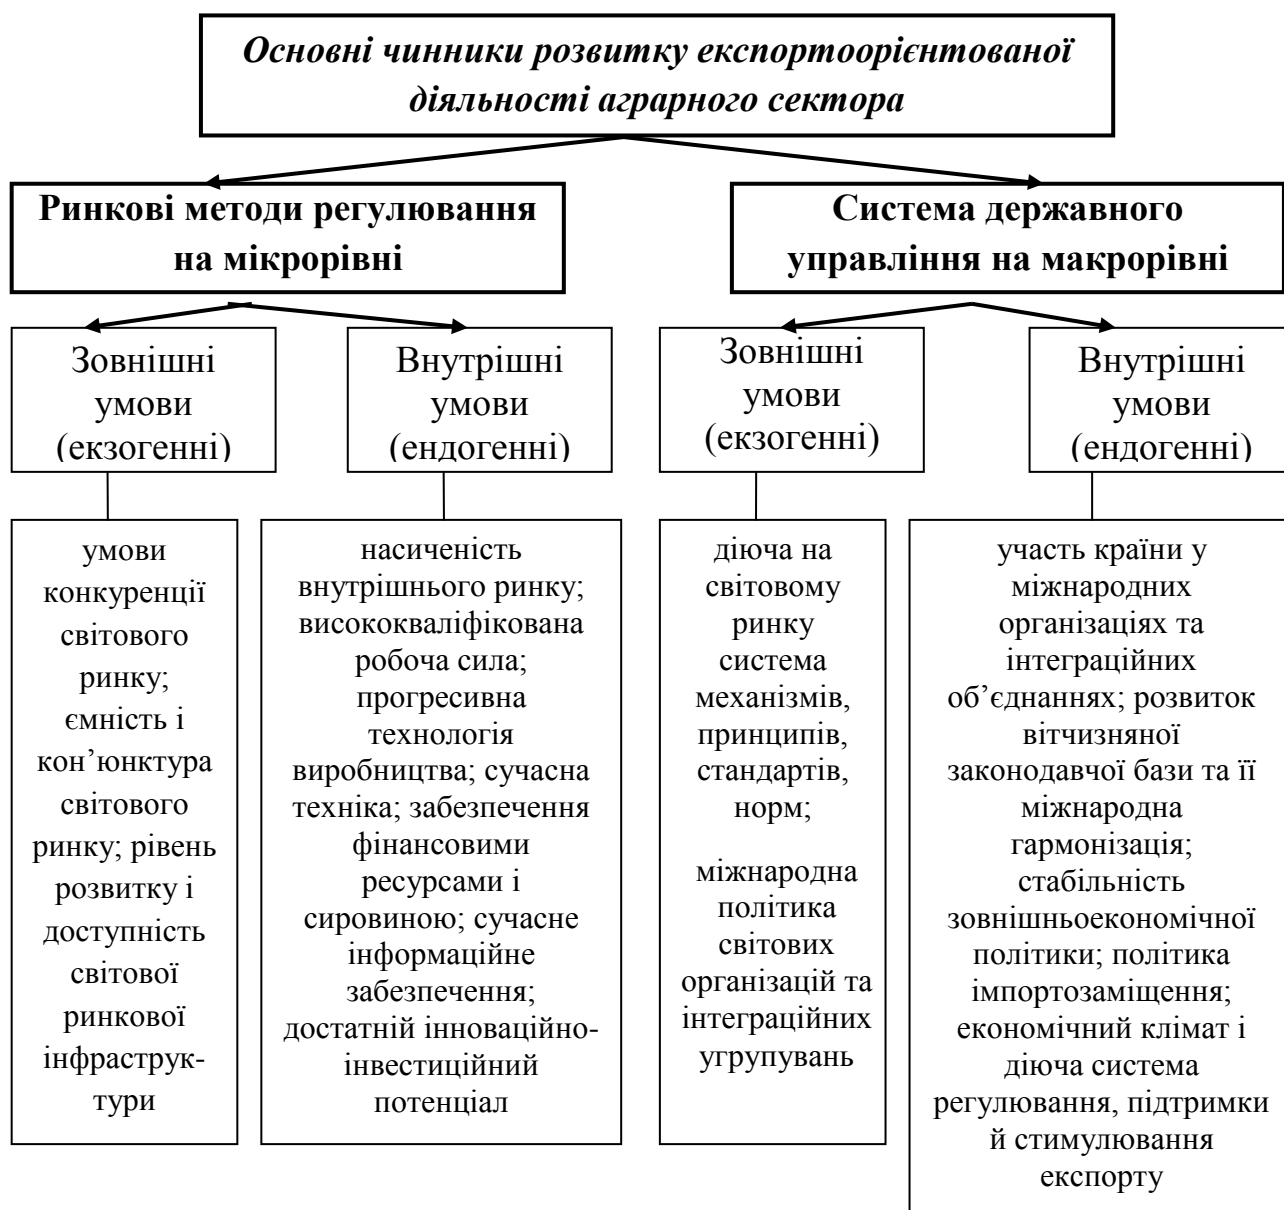 Основні чинники розвитку експортоорієнтованої
діяльності аграрного сектора
Ринкові методи регулювання
на мікрорівні
Система державного
управління на макрорівні
Зовнішні
умови
(екзогенні)
Внутрішні
умови
(ендогенні)
Зовнішні
умови
(екзогенні)
Внутрішні
умови
(ендогенні)
умови
конкуренції
світового
ринку;
ємність і
кон’юнктура
світового
ринку; рівень
розвитку і
доступність
світової
ринкової
інфраструк-
тури
насиченість
внутрішнього ринку;
висококваліфікована
робоча сила;
прогресивна
технологія
виробництва; сучасна
техніка; забезпечення
фінансовими
ресурсами і
сировиною; сучасне
інформаційне
забезпечення;
достатній інноваційно-
інвестиційний
потенціал
діюча на
світовому
ринку
система
механізмів,
принципів,
стандартів,
норм;
міжнародна
політика
світових
організацій та
інтеграційних
угрупувань
участь країни у
міжнародних
організаціях та
інтеграційних
об’єднаннях; розвиток
вітчизняної
законодавчої бази та її
міжнародна
гармонізація;
стабільність
зовнішньоекономічної
політики; політика
імпортозаміщення;
економічний клімат і
діюча система
регулювання, підтримки
й стимулювання
експорту